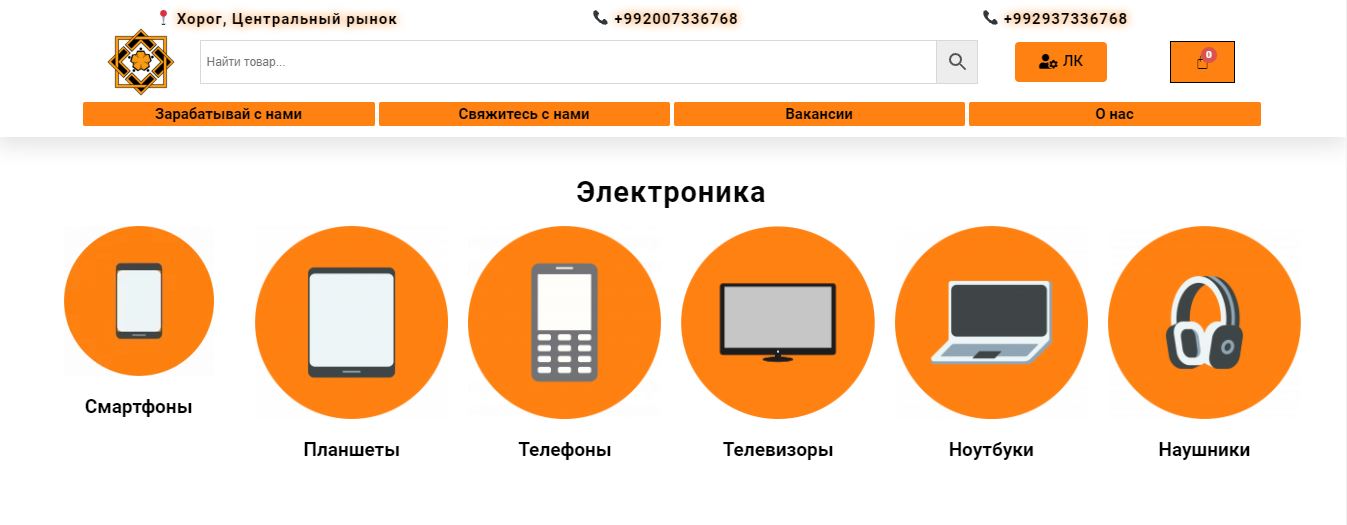 Хорог, Центральный рынок
+992007336768
+992937336768
Найти товар...
ЛК
0
Зарабатывай с нами
Свяжитесь с нами
Вакансии
О нас
Электроника
Смартфоны
Планшеты
Телефоны
Телевизоры
Ноутбуки
Наушники